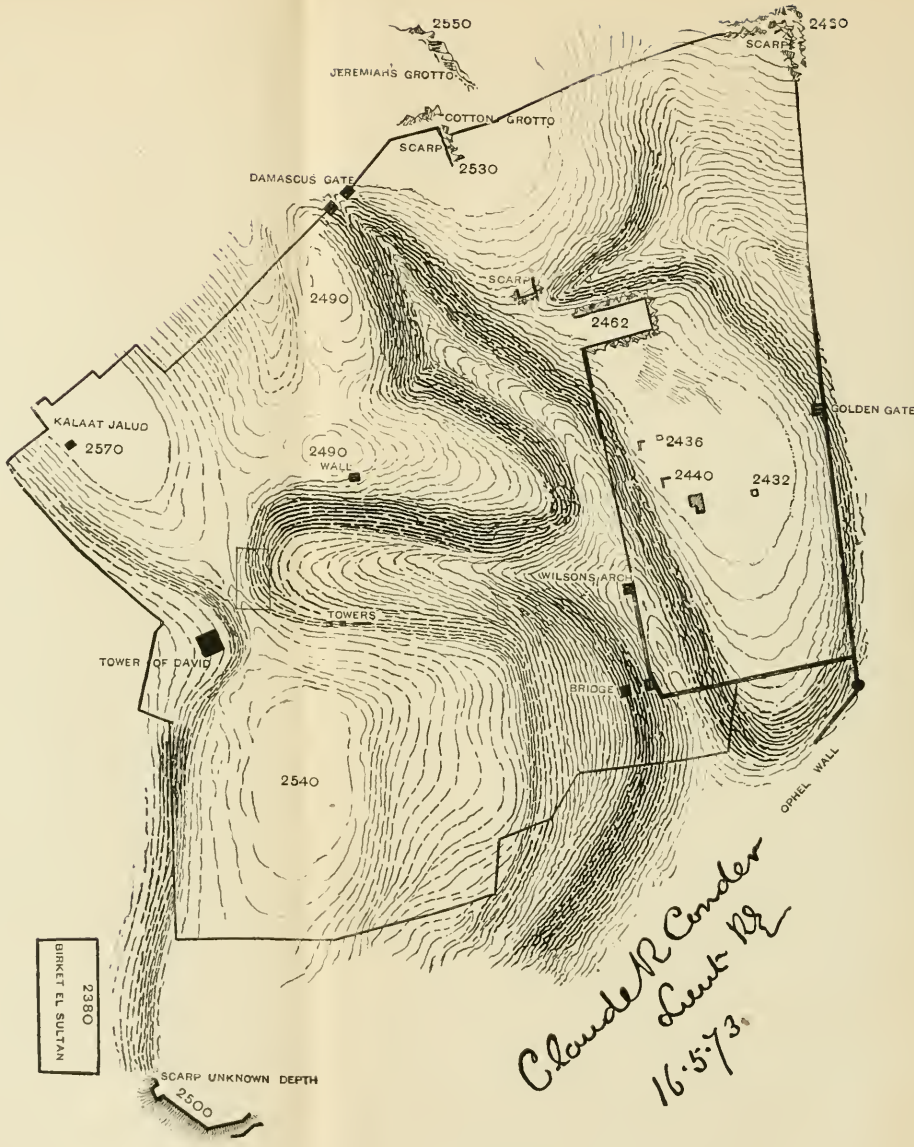 2550
2430
SCARP
JEREMIAH'S GROTTO
COTTON GROTTO
SCARP
2530
DAMASCUS GATE
SCARP
2490
2462
GOLDEN GATE
KALAAT JALUD
2570
2436
2490
WALL
2440
2432
WILSONS ARCH
TOWERS
TOWER OF DAVID
BRIDGE
2540
OPHEL WALL
Claude R Conder
Lieut RE
16.5.73.
2380
BIRKET EL SULTAN
SCARP UNKNOWN DEPTH
2500